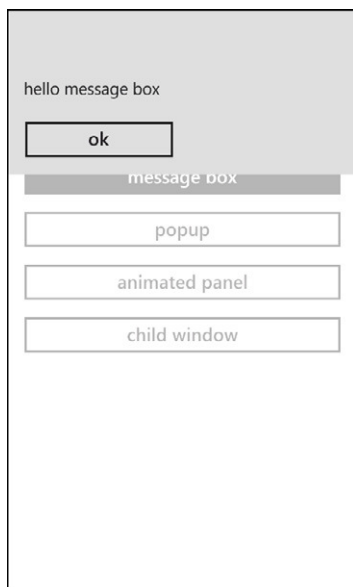 hello message box
ok
message box
popup
animated panel
child window